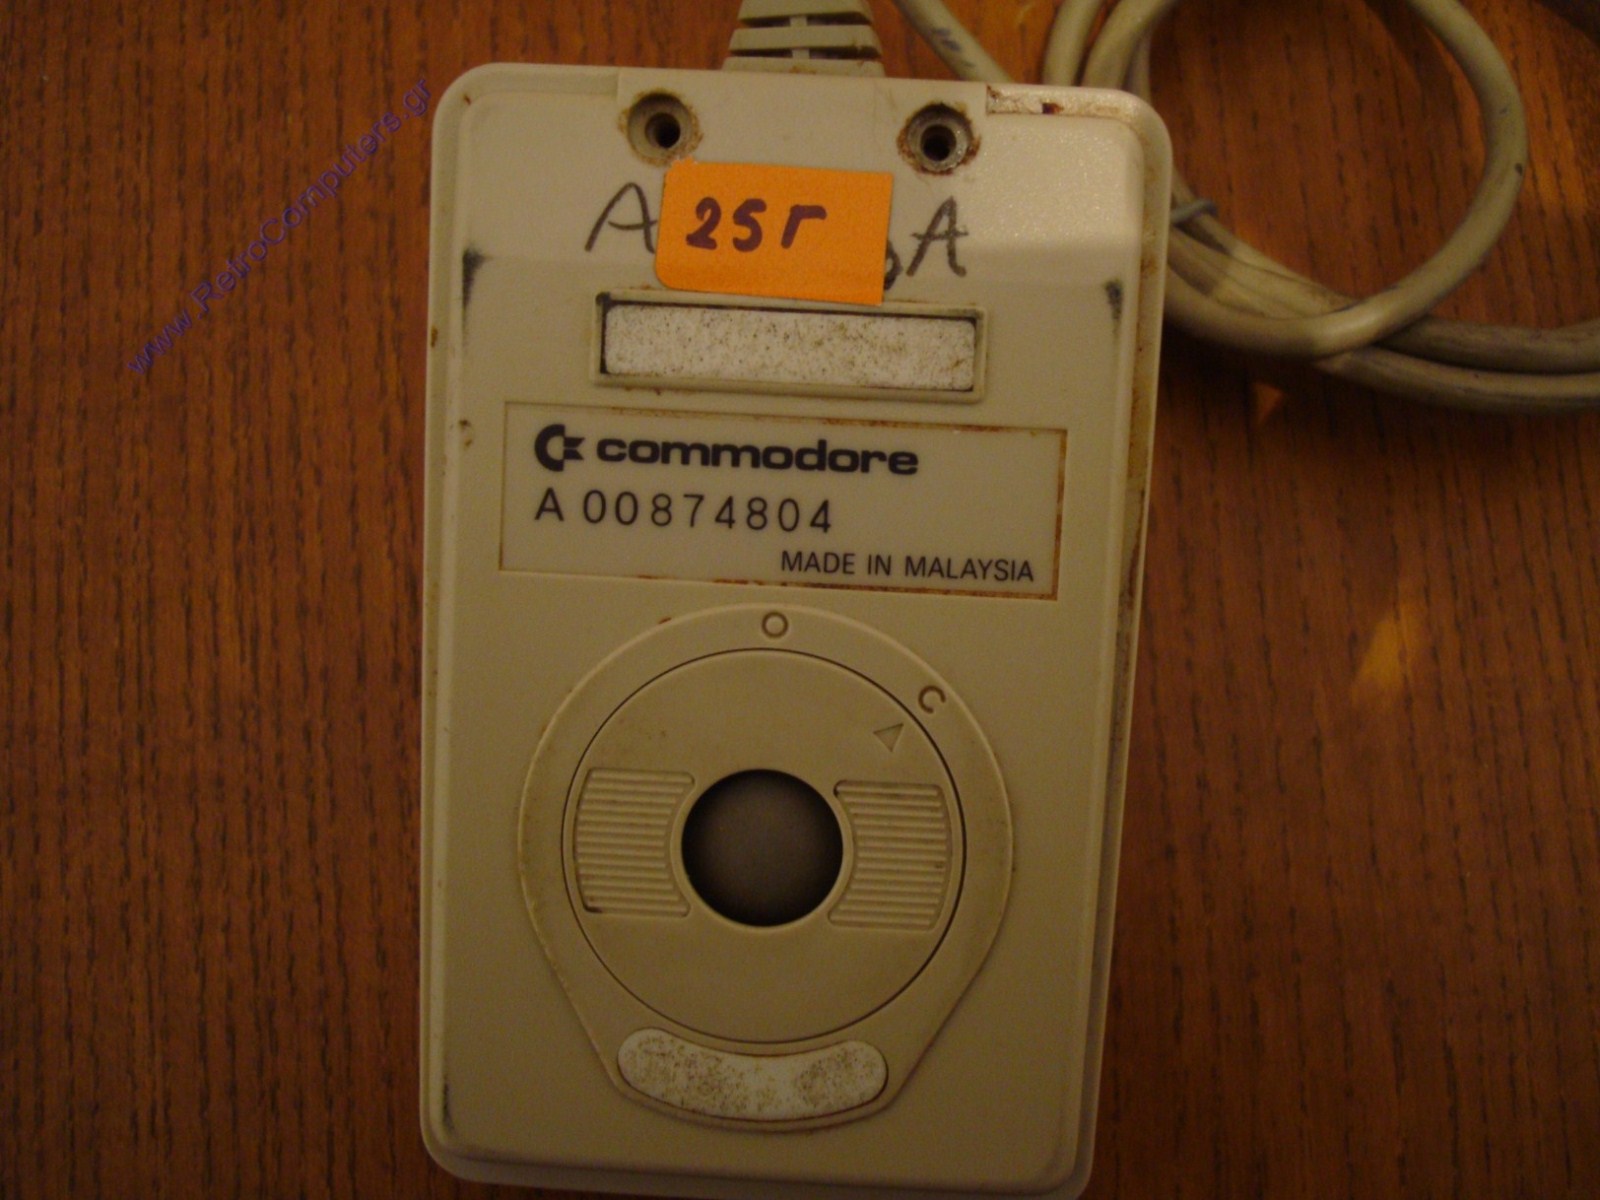 www.RetroComputers.gr
A
25Γ
A
commodore
A 00874804
MADE IN MALAYSIA
O
C